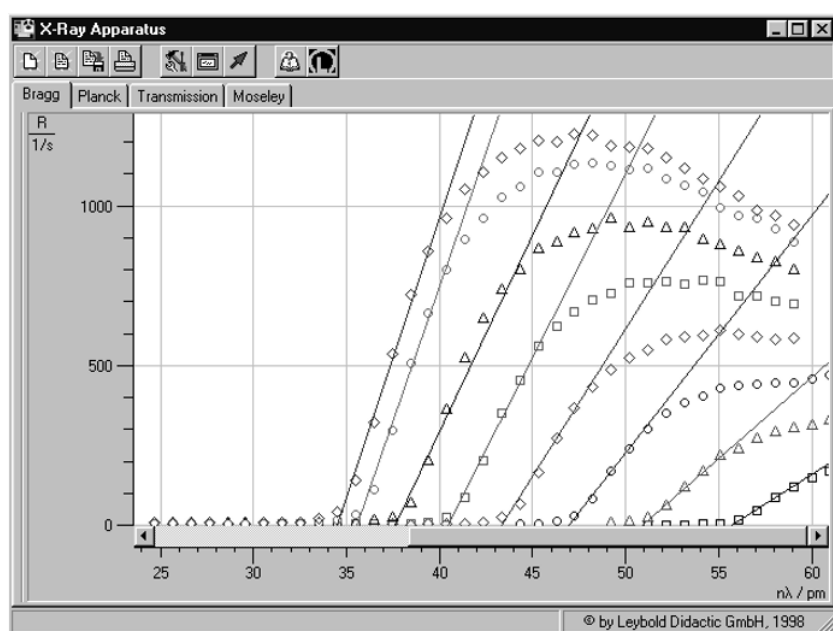 X-Ray Apparatus
Bragg Planck Transmission Moseley
R
1/s
1000
500
0
25 30 35 40 45 50 55 60
nλ / pm
© by Leybold Didactic GmbH, 1998